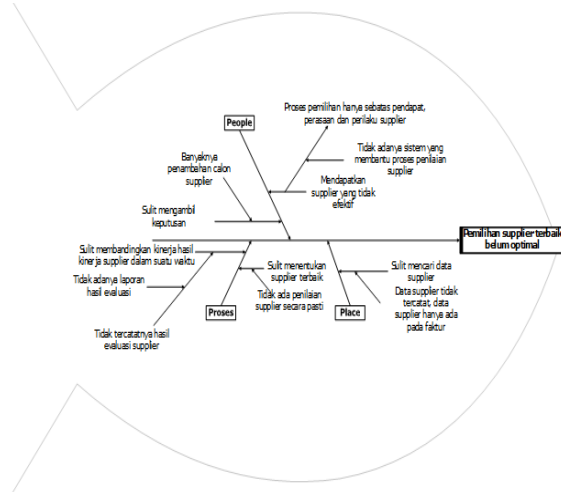 Proses pemilihan hanya sebatas pendapat,
perasaan dan perilaku supplier
People
Tidak adanya sistem yang
membantu proses penilaian
supplier
Banyaknya
penambahan calon
supplier
Mendapatkan
supplier yang tidak
efektif
Sulit mengambil
keputusan
Pemilihan supplier terbaik
belum optimal
Sulit membandingkan kinerja hasil
kinerja supplier dalam suatu waktu
Sulit menentukan
supplier terbaik
Sulit mencari data
supplier
Tidak adanya laporan
hasil evaluasi
Tidak ada penilaian
supplier secara pasti
Data supplier tidak
tercatat, data
supplier hanya ada
pada faktur
Proses
Place
Tidak tercatatnya hasil
evaluasi supplier